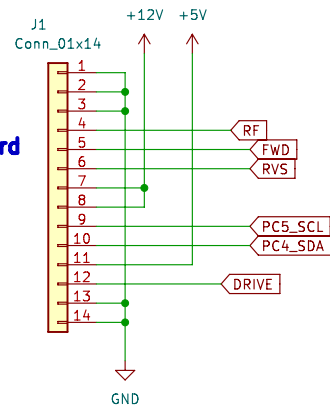 +12V +5V
J1
Conn_01x14
1
2
3
4 RF
rd
5 FWD
6 RVS
7
8
9 PC5_SCL
10 PC4_SDA
11
12 DRIVE
13
14
GND